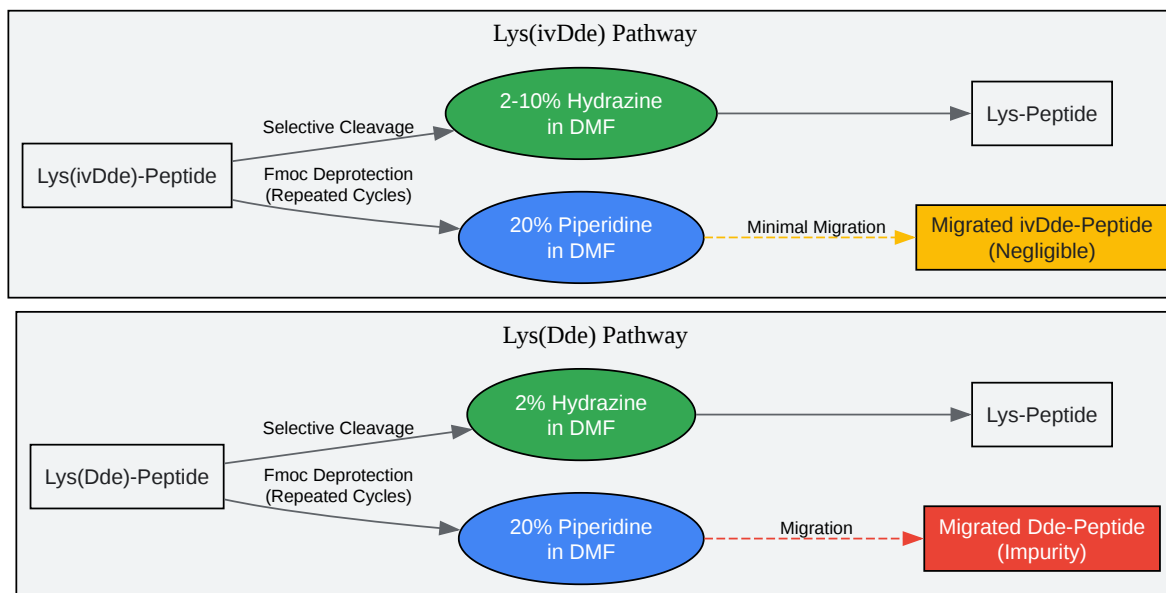 Lys(ivDde) Pathway
2-10% Hydrazine
in DMF
Lys-Peptide
Selective Cleavage
Lys(ivDde)-Peptide
Fmoc Deprotection
(Repeated Cycles)
20% Piperidine
in DMF
Minimal Migration
Migrated ivDde-Peptide
(Negligible)
Lys(Dde) Pathway
2% Hydrazine
in DMF
Lys-Peptide
Selective Cleavage
Lys(Dde)-Peptide
Fmoc Deprotection
(Repeated Cycles)
20% Piperidine
in DMF
Migration
Migrated Dde-Peptide
(Impurity)